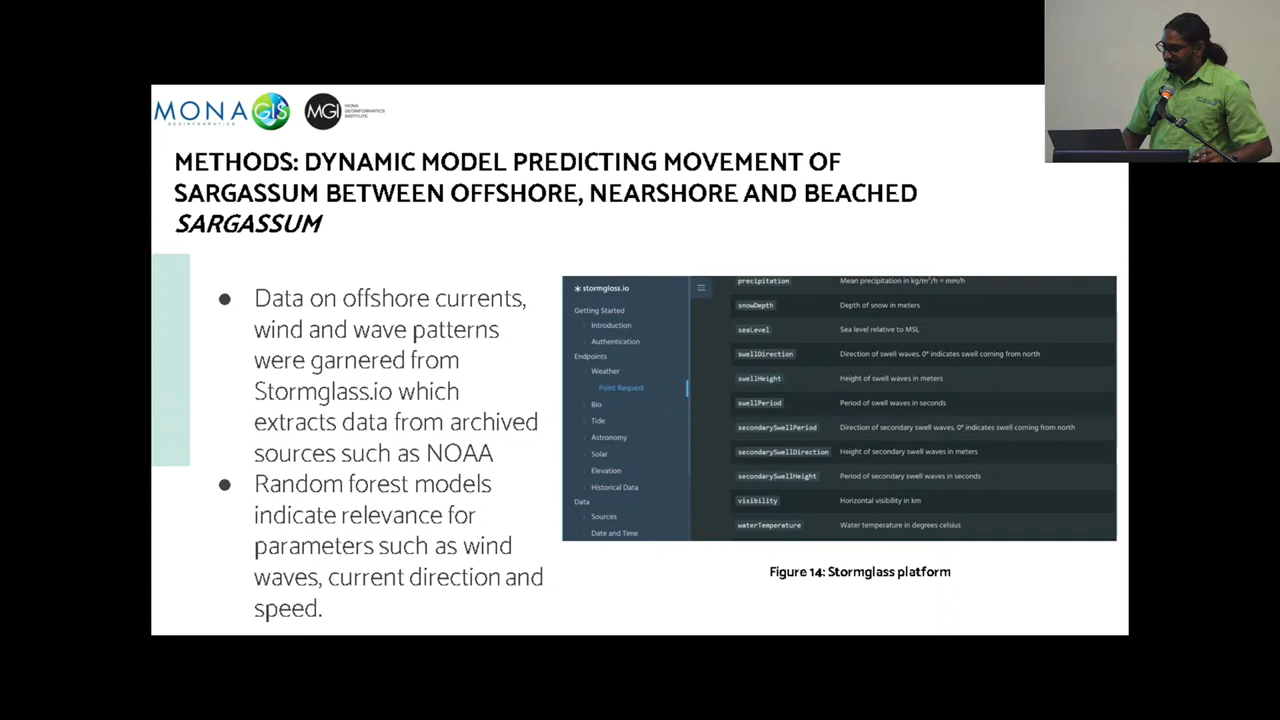 MONA GIS
GEOINFORMATICS
MGI
MONA
GEOINFORMATICS
INSTITUTE
METHODS: DYNAMIC MODEL PREDICTING MOVEMENT OF
SARGASSUM BETWEEN OFFSHORE, NEARSHORE AND BEACHED
SARGASSUM
● Data on offshore currents,
wind and wave patterns
were garnered from
Stormglass.io which
extracts data from archived
sources such as NOAA
● Random forest models
indicate relevance for
parameters such as wind
waves, current direction and
speed.
stormglass.io
Getting Started
Introduction
Authentication
Endpoints
Weather
Point Request
Bio
Tide
Astronomy
Solar
Elevation
Historical Data
Data
Sources
Date and Time
precipitation Mean precipitation in kg/m²/h = mm/h
snowDepth Depth of snow in meters
seaLevel Sea level relative to MSL
swellDirection Direction of swell waves. 0° indicates swell coming from north
swellHeight Height of swell waves in meters
swellPeriod Period of swell waves in seconds
secondarySwellPeriod Direction of secondary swell waves. 0° indicates swell coming from north
secondarySwellDirection Height of secondary swell waves in meters
secondarySwellHeight Period of secondary swell waves in seconds
visibility Horizontal visibility in km
waterTemperature Water temperature in degrees celsius
Figure 14: Stormglass platform